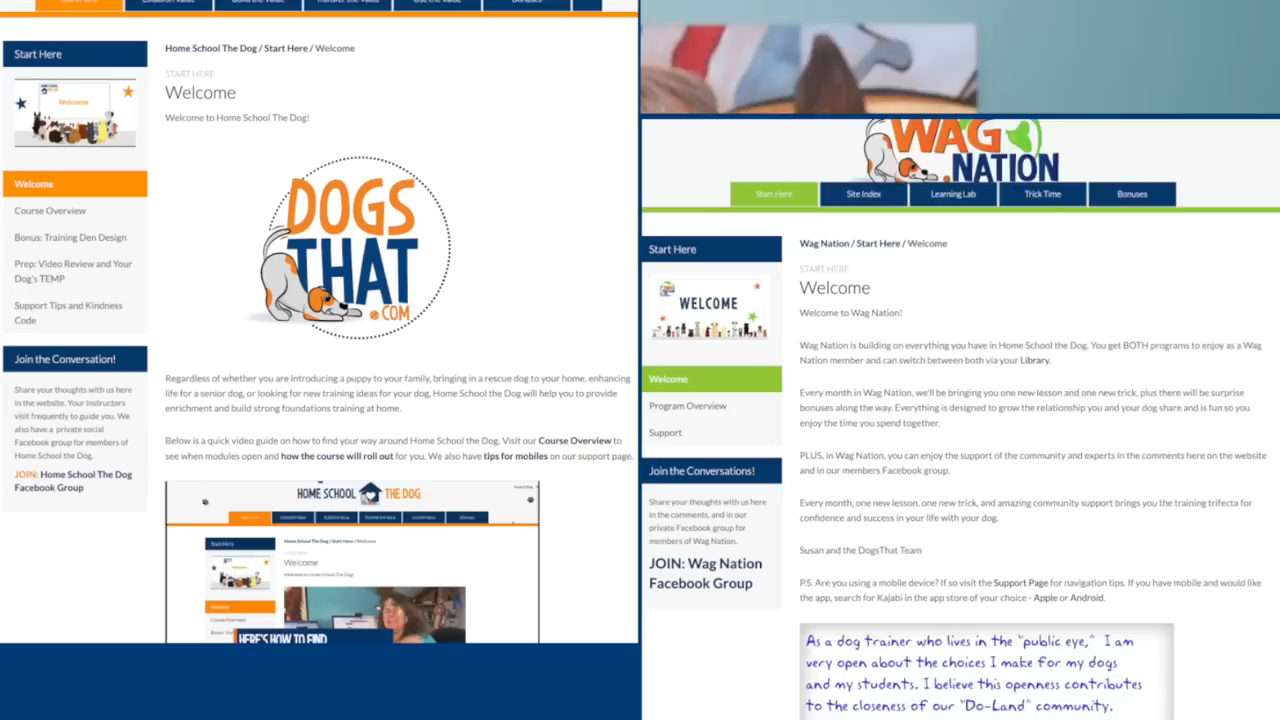 Home School The Dog / Start Here / Welcome
START HERE
Welcome
Welcome to Home School The Dog!
Start Here
Welcome
Welcome
Course Overview
Bonus: Training Den Design
Prep: Video Review and Your
Dog's TEMP
Support Tips and Kindness
Code
Join the Conversation!
Share your thoughts with us here
in the website. Your instructors
visit frequently to guide you. We
also have a private social
Facebook group for members of
Home School the Dog.
JOIN: Home School The Dog
Facebook Group
DOGS
THAT
.COM
Regardless of whether you are introducing a puppy to your family, bringing in a rescue dog to your home, enhancing
life for a senior dog, or looking for new training ideas for your dog, Home School the Dog will help you to provide
enrichment and build strong foundations training at home.
Below is a quick video guide on how to find your way around Home School the Dog. Visit our Course Overview to
see when modules open and how the course will roll out for you. We also have tips for mobiles on our support page.
HOME SCHOOL THE DOG
Start Here
Home School The Dog / Start Here / Welcome
Welcome
Welcome to Home School The Dog!
Welcome
Course Overview
HERE'S HOW TO FIND
WAG
.NATION
Start Here
Site Index
Learning Lab
Trick Time
Bonuses
Start Here
WELCOME
Welcome
Program Overview
Support
Join the Conversations!
Share your thoughts with us here
in the comments, and in our
private Facebook group for
members of Wag Nation.
JOIN: Wag Nation
Facebook Group
Wag Nation / Start Here / Welcome
START HERE
Welcome
Welcome to Wag Nation!
Wag Nation is building on everything you have in Home School the Dog. You get BOTH programs to enjoy as a Wag
Nation member and can switch between both via your Library.
Every month in Wag Nation, we'll be bringing you one new lesson and one new trick, plus there will be surprise
bonuses along the way. Everything is designed to grow the relationship you and your dog share and is fun so you
enjoy the time you spend together.
PLUS, in Wag Nation, you can enjoy the support of the community and experts in the comments here on the website
and in our members Facebook group.
Every month, one new lesson, one new trick, and amazing community support brings you the training trifecta for
confidence and success in your life with your dog.
Susan and the DogsThat Team
P.S. Are you using a mobile device? If so visit the Support Page for navigation tips. If you have mobile and would like
the app, search for Kajabi in the app store of your choice - Apple or Android.
As a dog trainer who lives in the "public eye," I am
very open about the choices I make for my dogs
and my students. I believe this openness contributes
to the closeness of our "Do-Land" community.